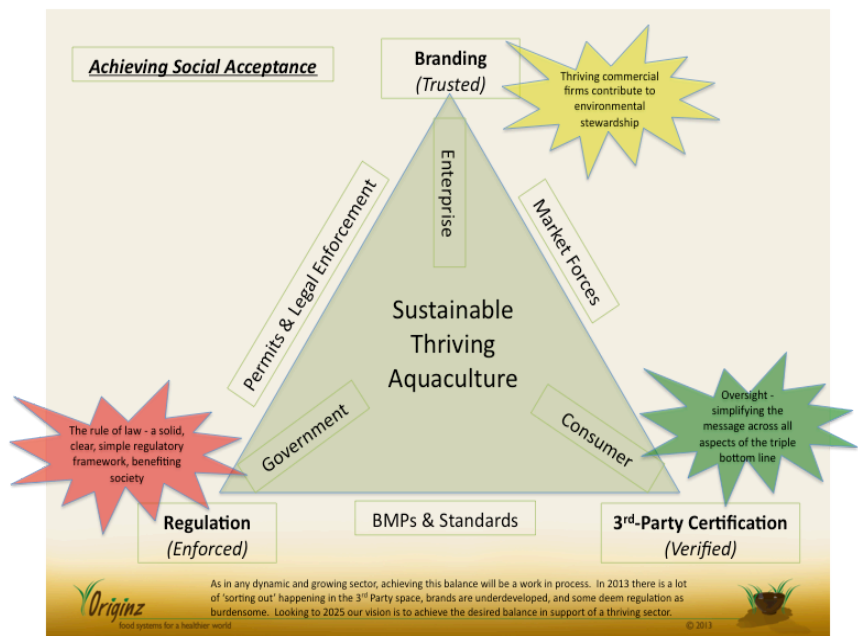 Achieving Social Acceptance
Branding
(Trusted)
Thriving commercial
firms contribute to
environmental
stewardship
Enterprise
Permits & Legal Enforcement
Market Forces
Sustainable
Thriving
Aquaculture
Government
Consumer
The rule of law - a solid,
clear, simple regulatory
framework, benefiting
society
Oversight -
simplifying the
message across all
aspects of the triple
bottom line
Regulation
(Enforced)
BMPs & Standards
3rd-Party Certification
(Verified)
As in any dynamic and growing sector, achieving this balance will be a work in process. In 2013 there is a lot
of 'sorting out' happening in the 3rd Party space, brands are underdeveloped, and some deem regulation as
burdensome. Looking to 2025 our vision is to achieve the desired balance in support of a thriving sector.
Originz
food systems for a healthier world
© 2013